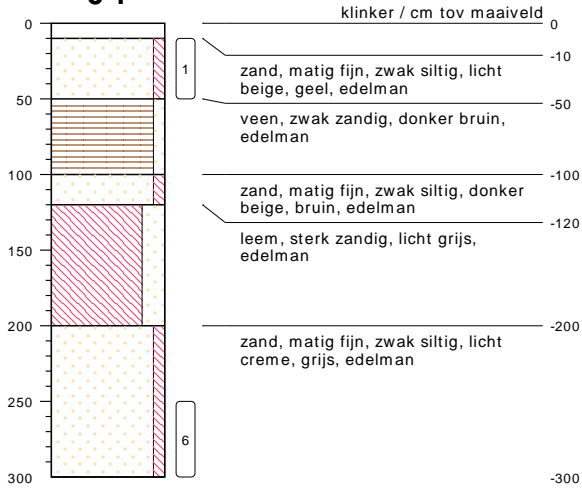 klinker / cm tov maaiveld
0
0
-10
1
zand, matig fijn, zwak siltig, licht
beige, geel, edelman
50
-50
veen, zwak zandig, donker bruin,
edelman
100
-100
zand, matig fijn, zwak siltig, donker
beige, bruin, edelman
-120
leem, sterk zandig, licht grijs,
edelman
150
200
-200
zand, matig fijn, zwak siltig, licht
creme, grijs, edelman
250
6
300
-300